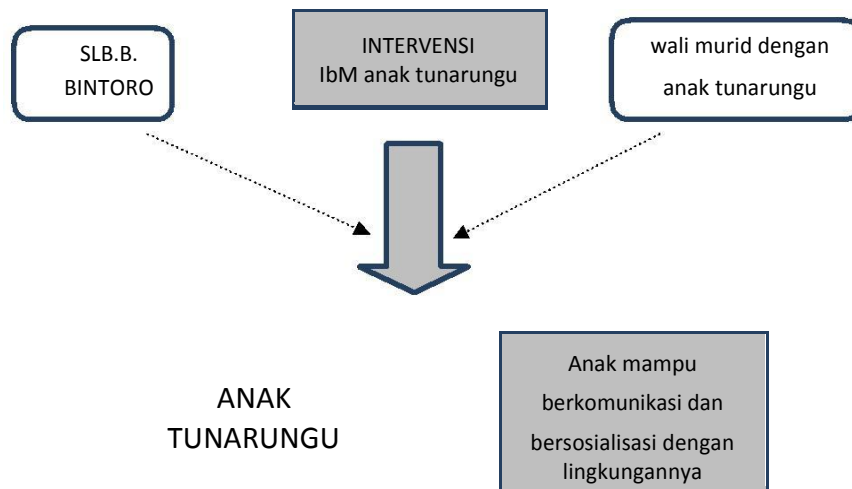 SLB.B.
BINTORO
INTERVENSI
IbM anak tunarungu
wali murid dengan
anak tunarungu
ANAK
TUNARUNGU
Anak mampu
berkomunikasi dan
bersosialisasi dengan
lingkungannya